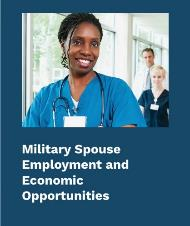 Military Spouse
Employment and
Economic
Opportunities